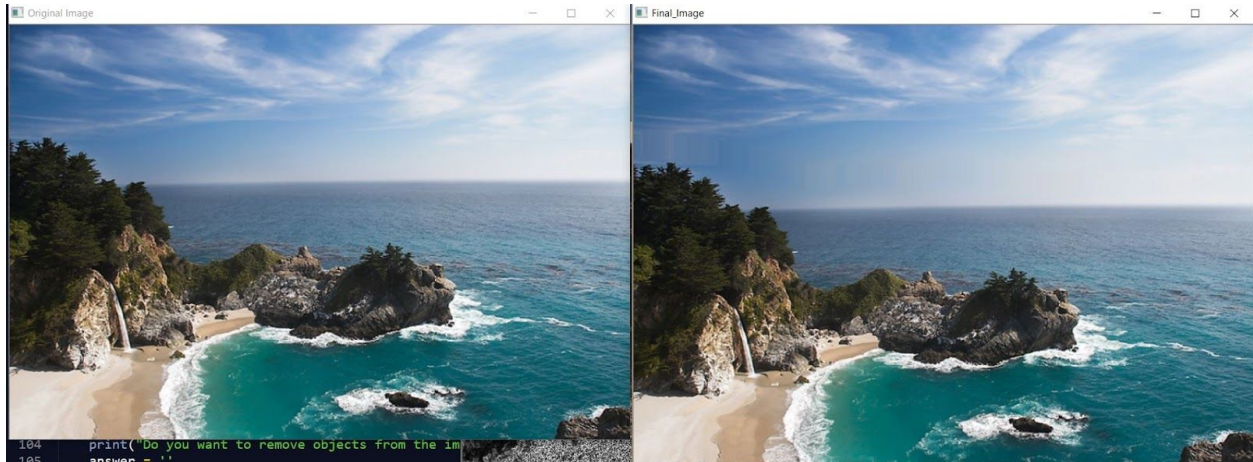 Original Image
Final_Image
104 print("Do you want to remove objects from the im
105 answer = ''